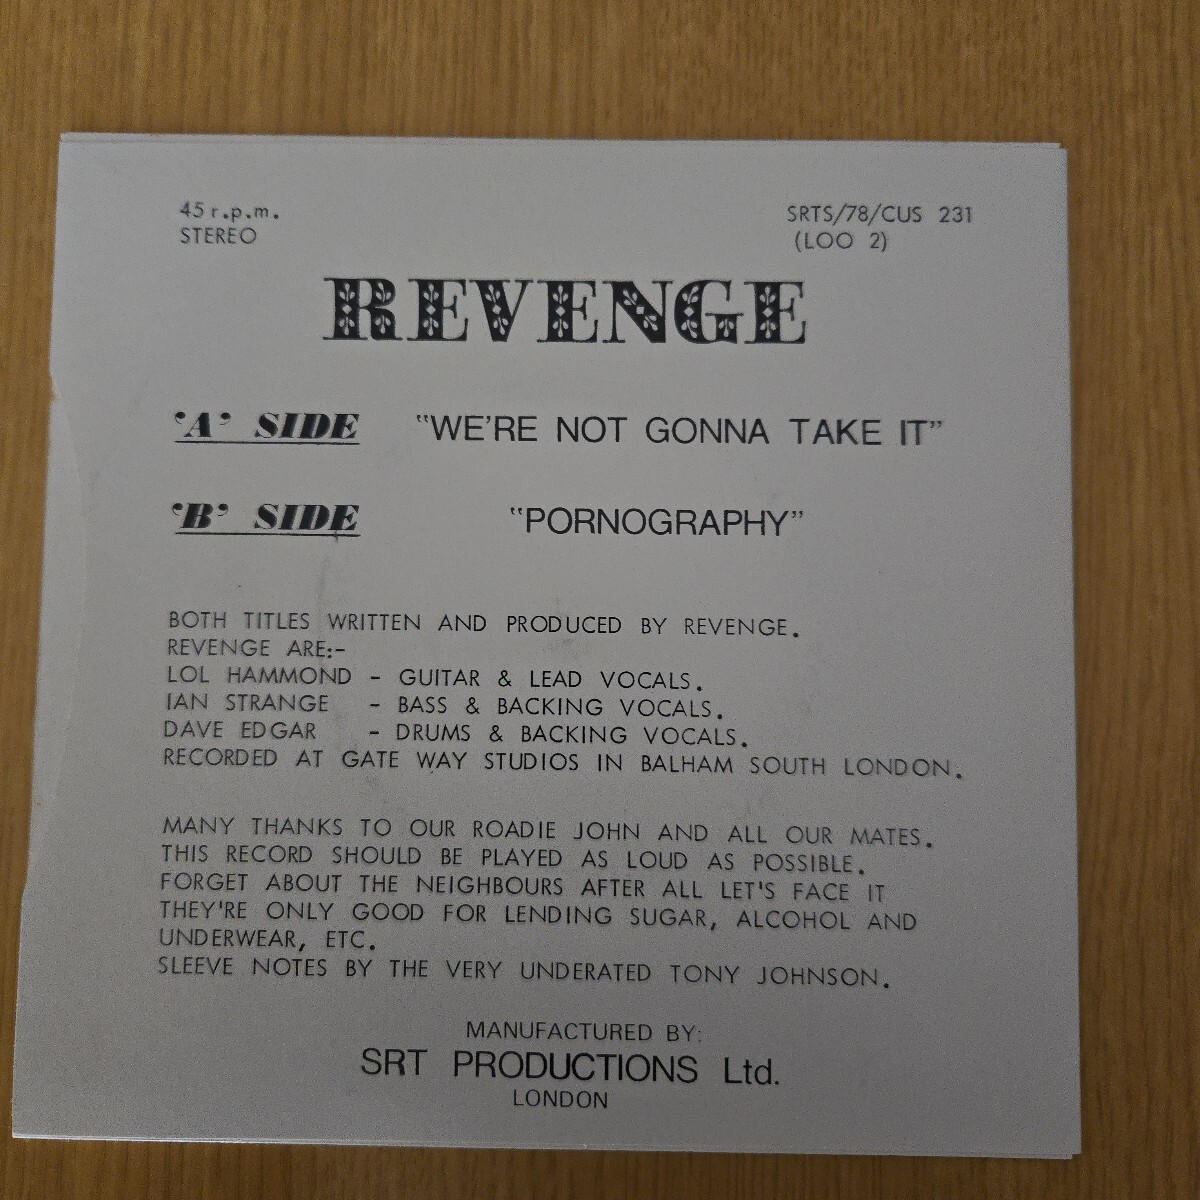 45 r.p.m.
STEREO
SRTS/78/CUS 231
(LOO 2)
REVENGE
'A' SIDE "WE'RE NOT GONNA TAKE IT"
'B' SIDE "PORNOGRAPHY"
BOTH TITLES WRITTEN AND PRODUCED BY REVENGE.
REVENGE ARE:-
LOL HAMMOND - GUITAR & LEAD VOCALS.
IAN STRANGE - BASS & BACKING VOCALS.
DAVE EDGAR - DRUMS & BACKING VOCALS.
RECORDED AT GATE WAY STUDIOS IN BALHAM SOUTH LONDON.
MANY THANKS TO OUR ROADIE JOHN AND ALL OUR MATES.
THIS RECORD SHOULD BE PLAYED AS LOUD AS POSSIBLE.
FORGET ABOUT THE NEIGHBOURS AFTER ALL LET'S FACE IT
THEY'RE ONLY GOOD FOR LENDING SUGAR, ALCOHOL AND
UNDERWEAR, ETC.
SLEEVE NOTES BY THE VERY UNDERATED TONY JOHNSON.
MANUFACTURED BY:
SRT PRODUCTIONS Ltd.
LONDON